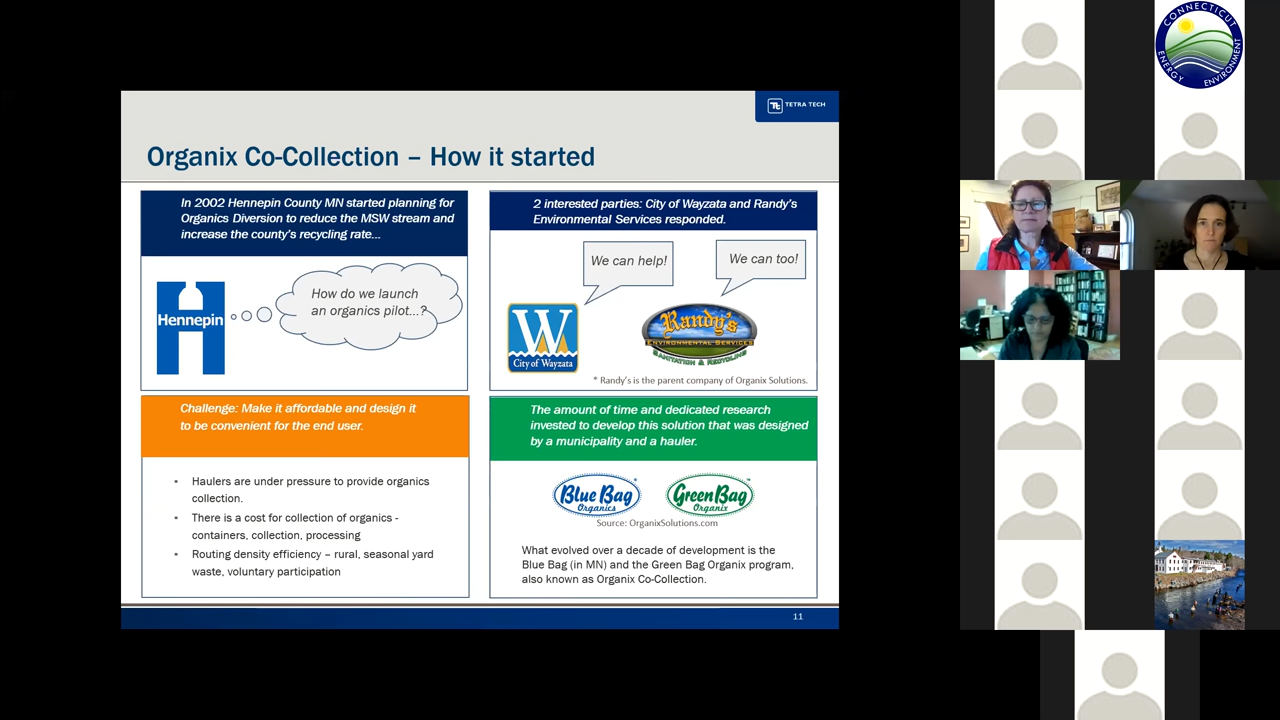 TETRA TECH
Organix Co-Collection – How it started
In 2002 Hennepin County MN started planning for
Organics Diversion to reduce the MSW stream and
increase the county's recycling rate...
How do we launch
an organics pilot...?
Hennepin
2 interested parties: City of Wayzata and Randy's
Environmental Services responded.
We can help!
We can too!
W
City of Wayzata
Randy's
ENVIRONMENTAL SERVICES
SANITATION & RECYCLING
* Randy's is the parent company of Organix Solutions.
Challenge: Make it affordable and design it
to be convenient for the end user.
• Haulers are under pressure to provide organics
collection.
• There is a cost for collection of organics -
containers, collection, processing
• Routing density efficiency – rural, seasonal yard
waste, voluntary participation
The amount of time and dedicated research
invested to develop this solution that was designed
by a municipality and a hauler.
Blue Bag
Organics
Green Bag
Organix
Source: OrganixSolutions.com
What evolved over a decade of development is the
Blue Bag (in MN) and the Green Bag Organix program,
also known as Organix Co-Collection.
11
CONNECTICUT
ENERGY ENVIRONMENT